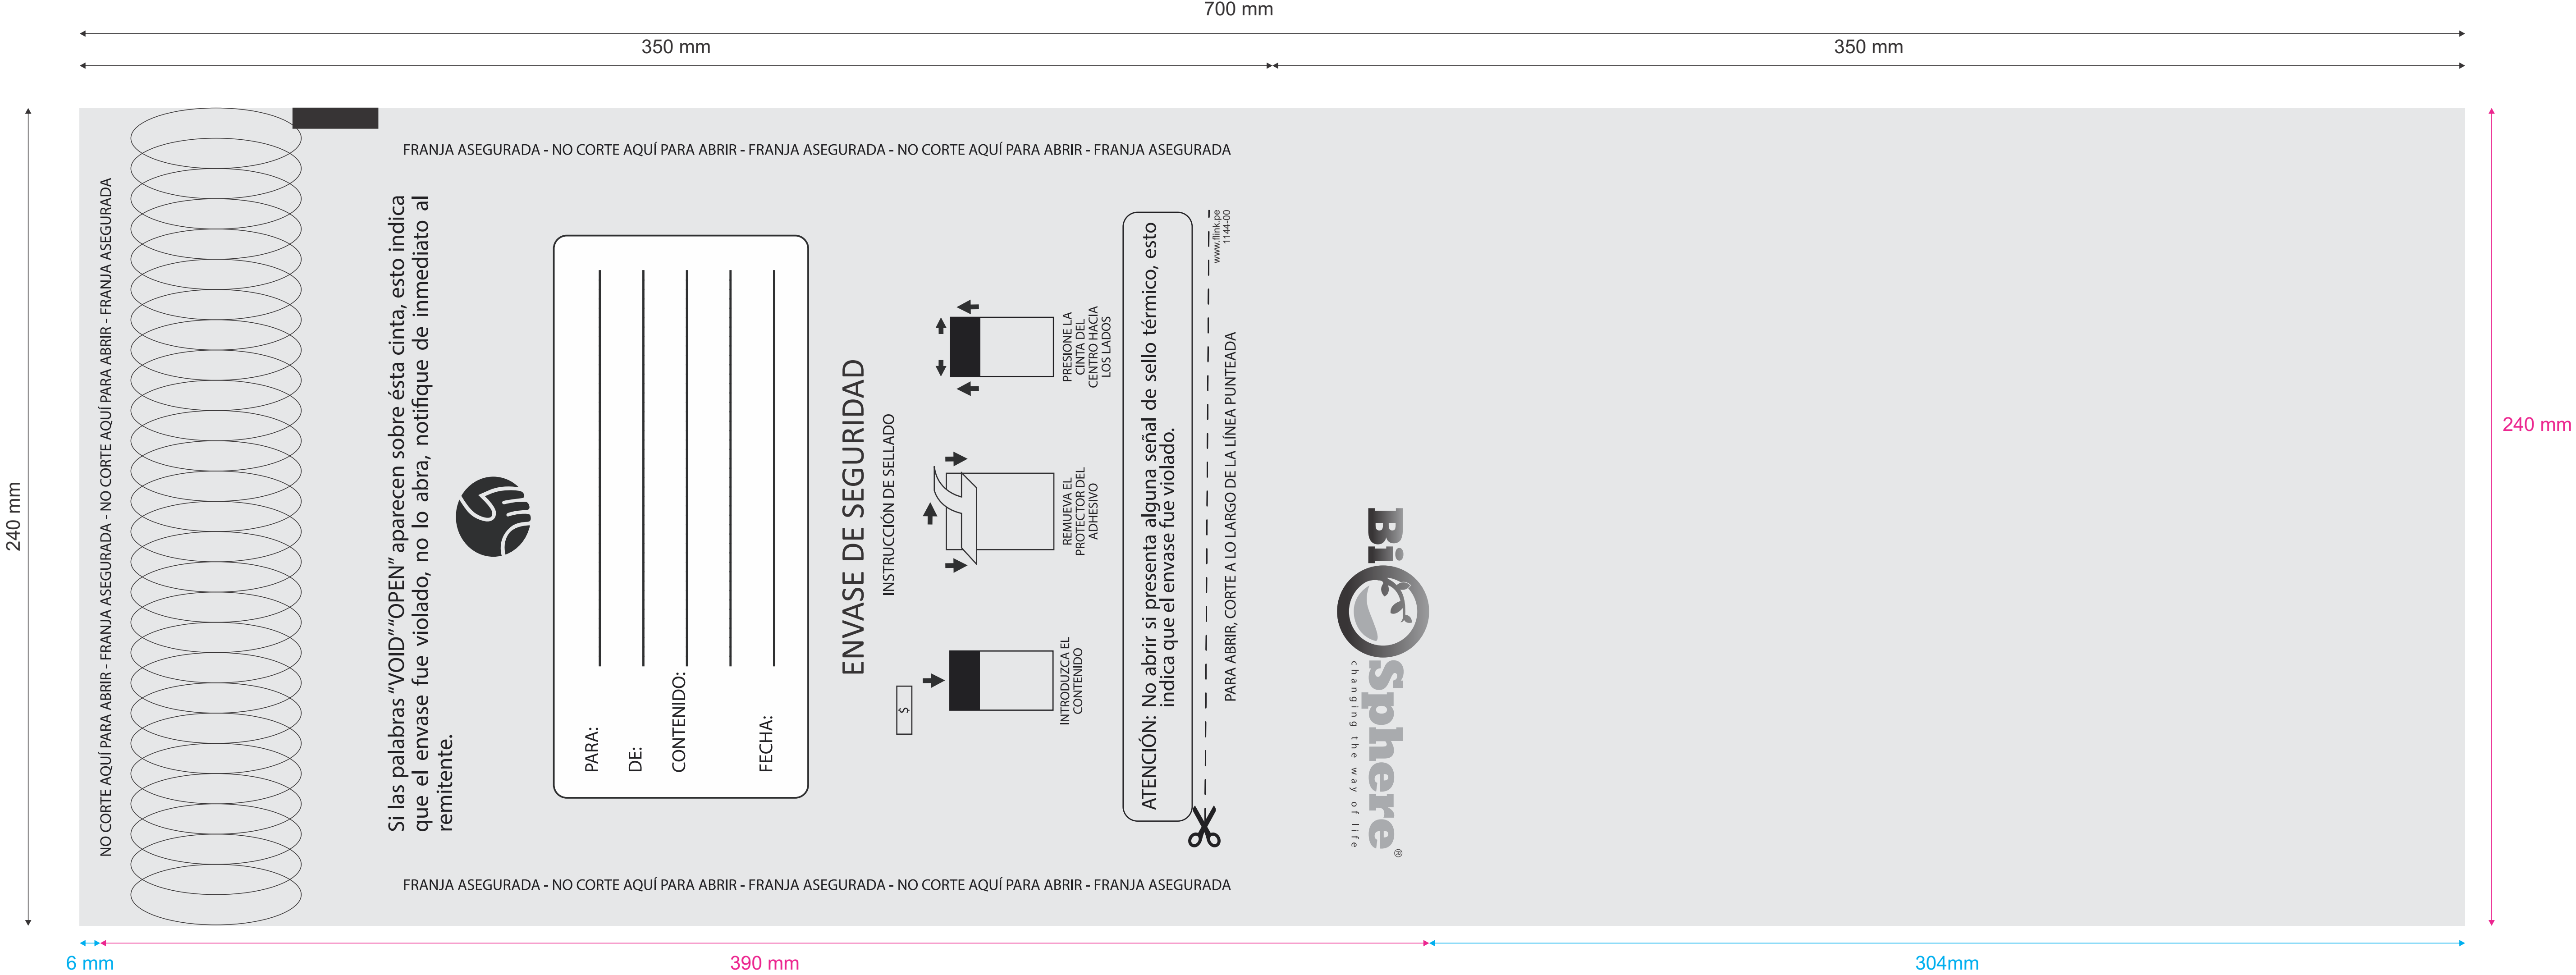 700 mm
350 mm
350 mm
240 mm
240 mm
FRANJA ASEGURADA - NO CORTE AQUÍ PARA ABRIR - FRANJA ASEGURADA - NO CORTE AQUÍ PARA ABRIR - FRANJA ASEGURADA
NO CORTE AQUÍ PARA ABRIR - FRANJA ASEGURADA - NO CORTE AQUÍ PARA ABRIR - FRANJA ASEGURADA
Si las palabras “VOID” “OPEN” aparecen sobre ésta cinta, esto indica
que el envase fue violado, no lo abra, notifique de inmediato al
remitente.
PARA:
DE:
CONTENIDO:
FECHA:
ENVASE DE SEGURIDAD
INSTRUCCIÓN DE SELLADO
$
INTRODUZCA EL
CONTENIDO
REMUEVA EL
PROTECTOR DEL
ADHESIVO
PRESIONE LA
CINTA DEL
CENTRO HACIA
LOS LADOS
ATENCIÓN: No abrir si presenta alguna señal de sello térmico, esto
indica que el envase fue violado.
www.flink.pe
1144-00
PARA ABRIR, CORTE A LO LARGO DE LA LÍNEA PUNTEADA
BiOSphere®
changing the way of life
FRANJA ASEGURADA - NO CORTE AQUÍ PARA ABRIR - FRANJA ASEGURADA - NO CORTE AQUÍ PARA ABRIR - FRANJA ASEGURADA
6 mm
390 mm
304mm